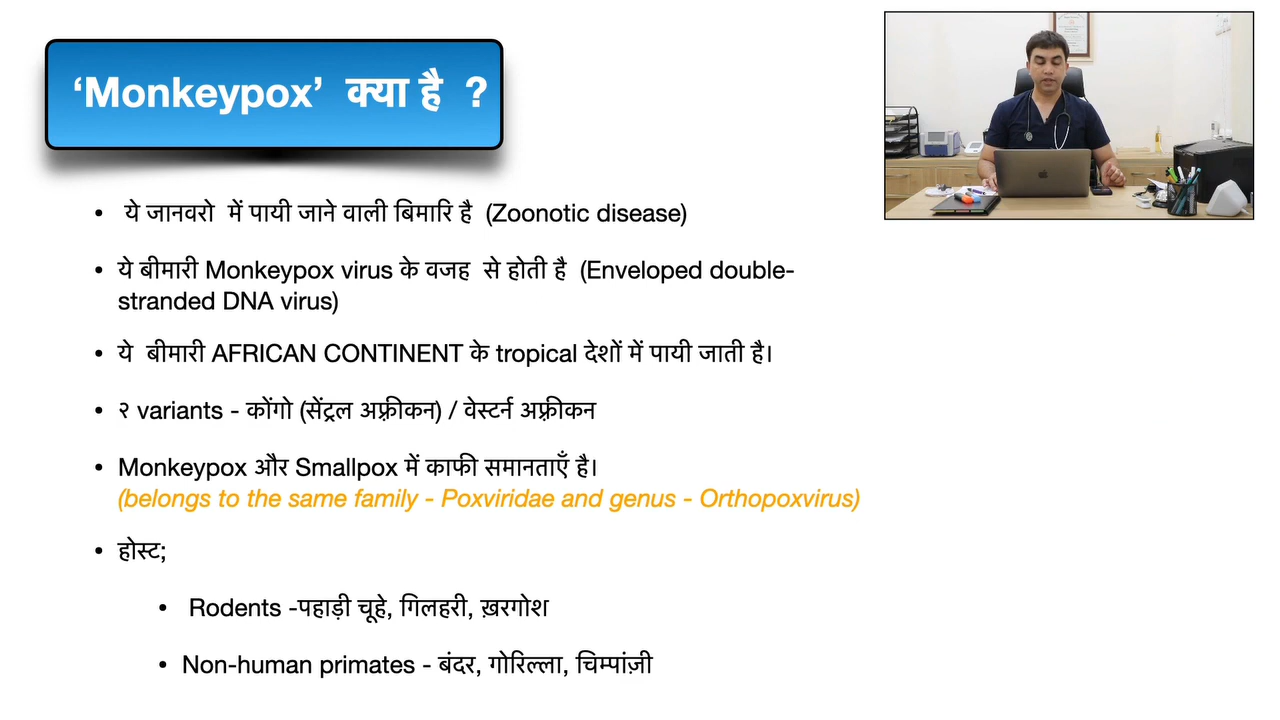 ‘Monkeypox’ क्या है ?
• ये जानवरो में पायी जाने वाली बिमारि है (Zoonotic disease)
• ये बीमारी Monkeypox virus के वजह से होती है (Enveloped double-
stranded DNA virus)
• ये बीमारी AFRICAN CONTINENT के tropical देशों में पायी जाती है।
• २ variants - कोंगो (सेंट्रल अफ़्रीकन) / वेस्टर्न अफ़्रीकन
• Monkeypox और Smallpox में काफी समानताएँ है।
(belongs to the same family - Poxviridae and genus - Orthopoxvirus)
• होस्ट;
• Rodents -पहाड़ी चूहे, गिलहरी, ख़रगोश
• Non-human primates - बंदर, गोरिल्ला, चिम्पांज़ी